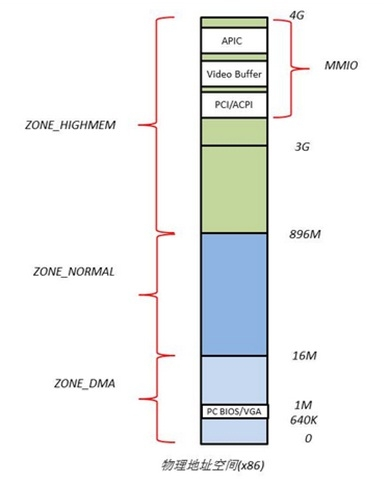 4G
APIC
MMIO
Video Buffer
PCI/ACPI
ZONE_HIGHMEM
3G
896M
ZONE_NORMAL
16M
ZONE_DMA
1M
PC BIOS/VGA
640K
0
物理地址空间(x86)